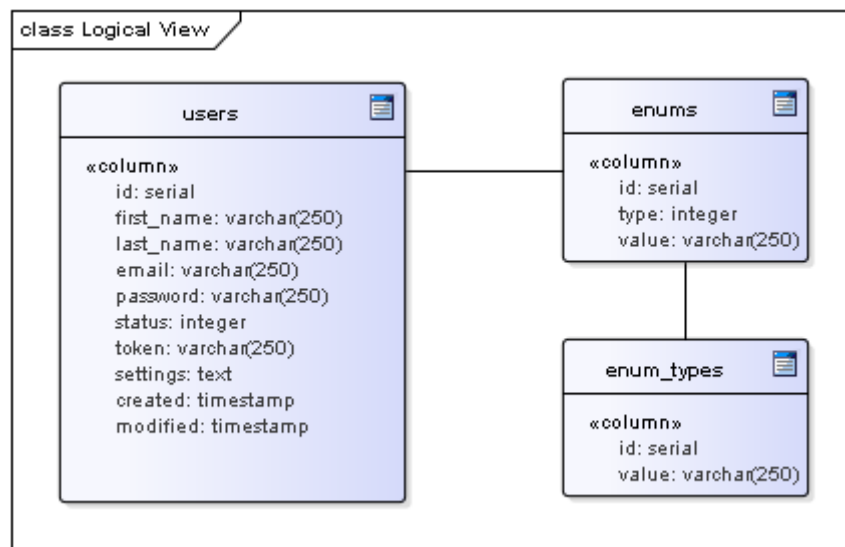 class Logical View
users
«column»
id: serial
first_name: varchar(250)
last_name: varchar(250)
email: varchar(250)
password: varchar(250)
status: integer
token: varchar(250)
settings: text
created: timestamp
modified: timestamp
enums
«column»
id: serial
type: integer
value: varchar(250)
enum_types
«column»
id: serial
value: varchar(250)